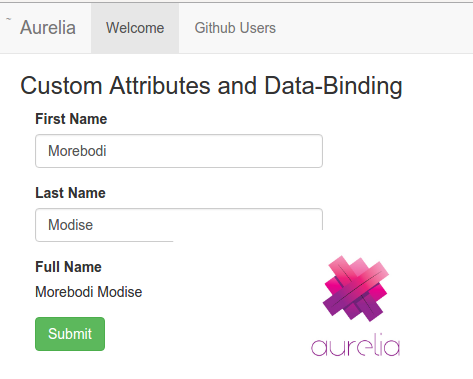 Aurelia Welcome Github Users
Custom Attributes and Data-Binding
First Name
Morebodi
Last Name
Modise
Full Name
Morebodi Modise
Submit
aurelia